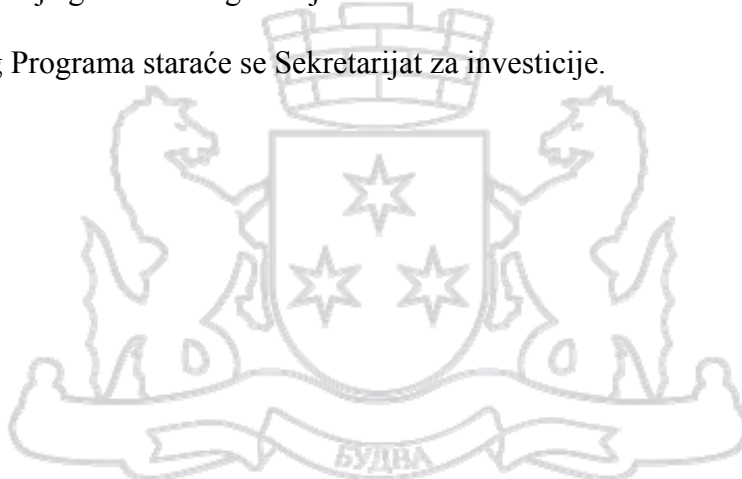 g Programa staraće se Sekretarijat za investicije.
БУДВА